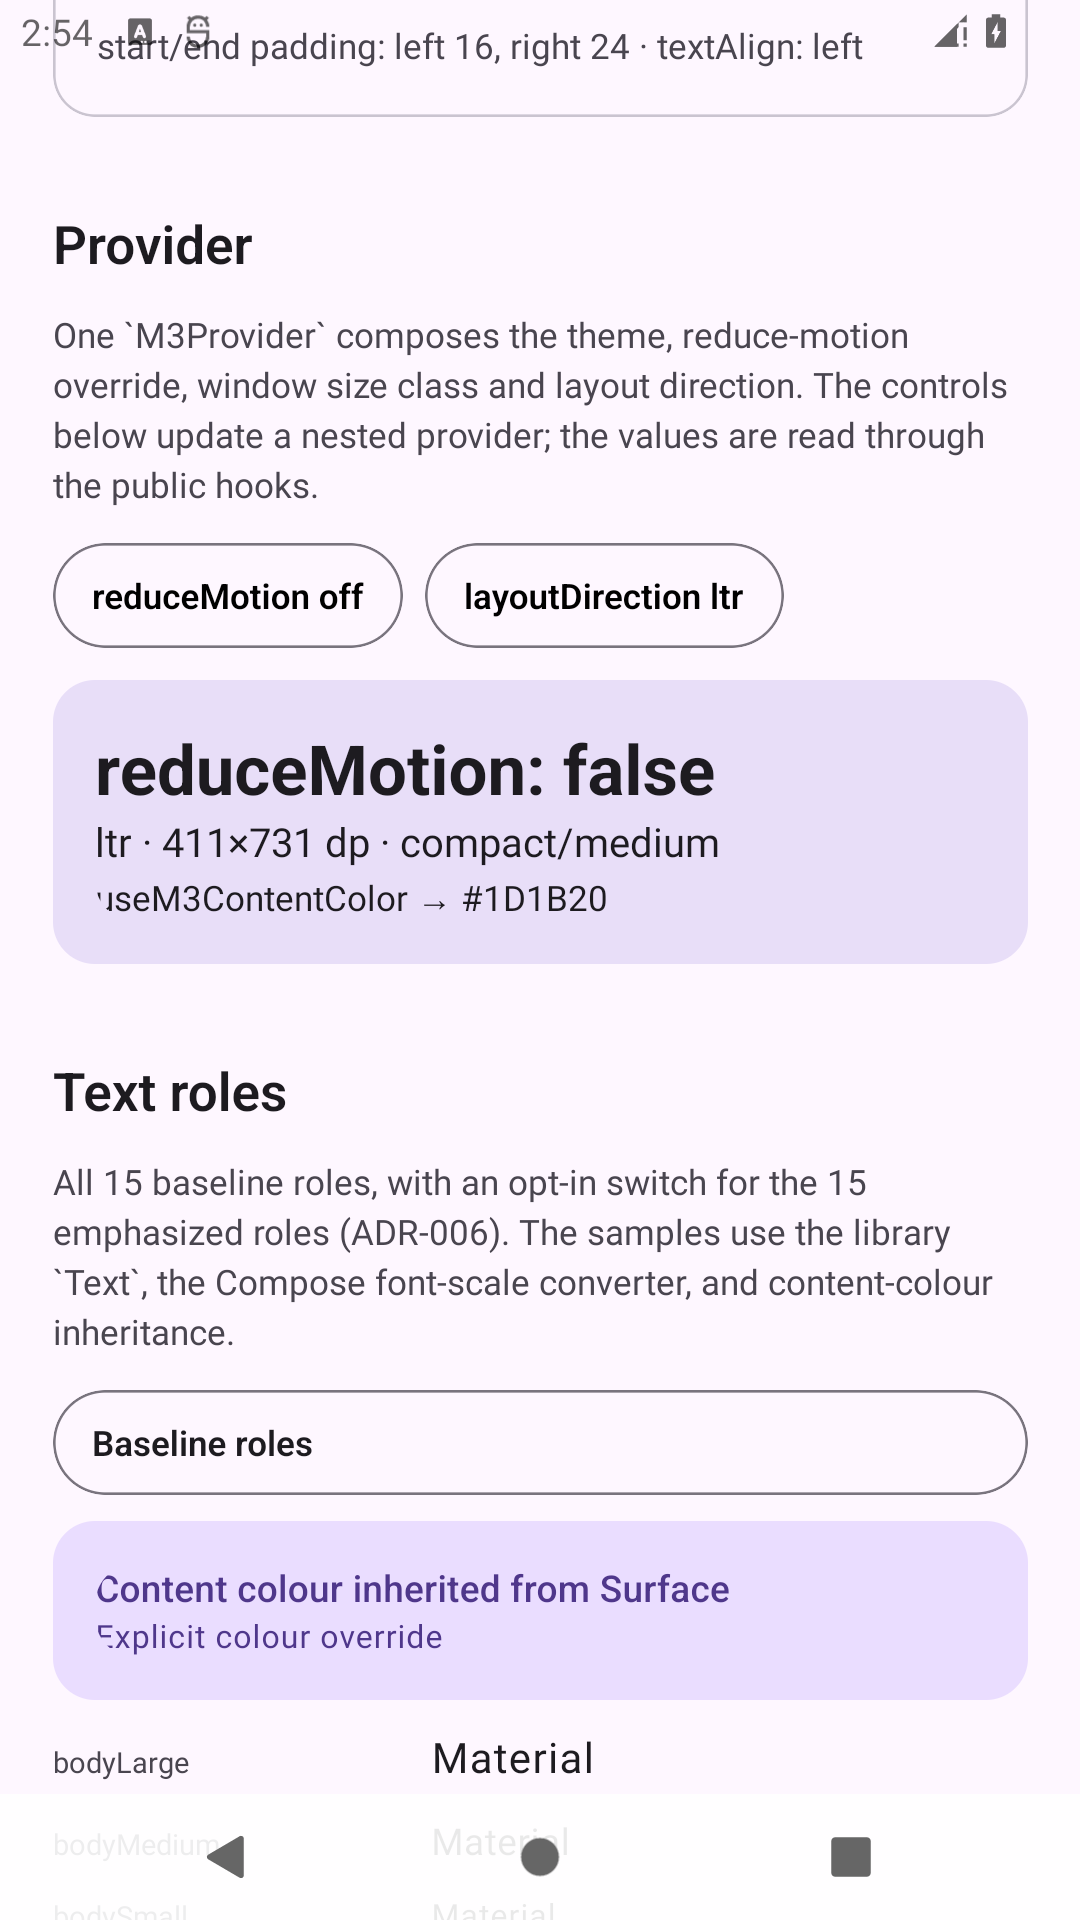 2:54
start/end padding: left 16, right 24 · textAlign: left
Provider
One `M3Provider` composes the theme, reduce-motion
override, window size class and layout direction. The controls
below update a nested provider; the values are read through
the public hooks.
reduceMotion off
layoutDirection ltr
reduceMotion: false
ltr · 411×731 dp · compact/medium
useM3ContentColor → #1D1B20
Text roles
All 15 baseline roles, with an opt-in switch for the 15
emphasized roles (ADR-006). The samples use the library
`Text`, the Compose font-scale converter, and content-colour
inheritance.
Baseline roles
Content colour inherited from Surface
Explicit colour override
bodyLarge Material
bodyMedium Material
bodySmall Material